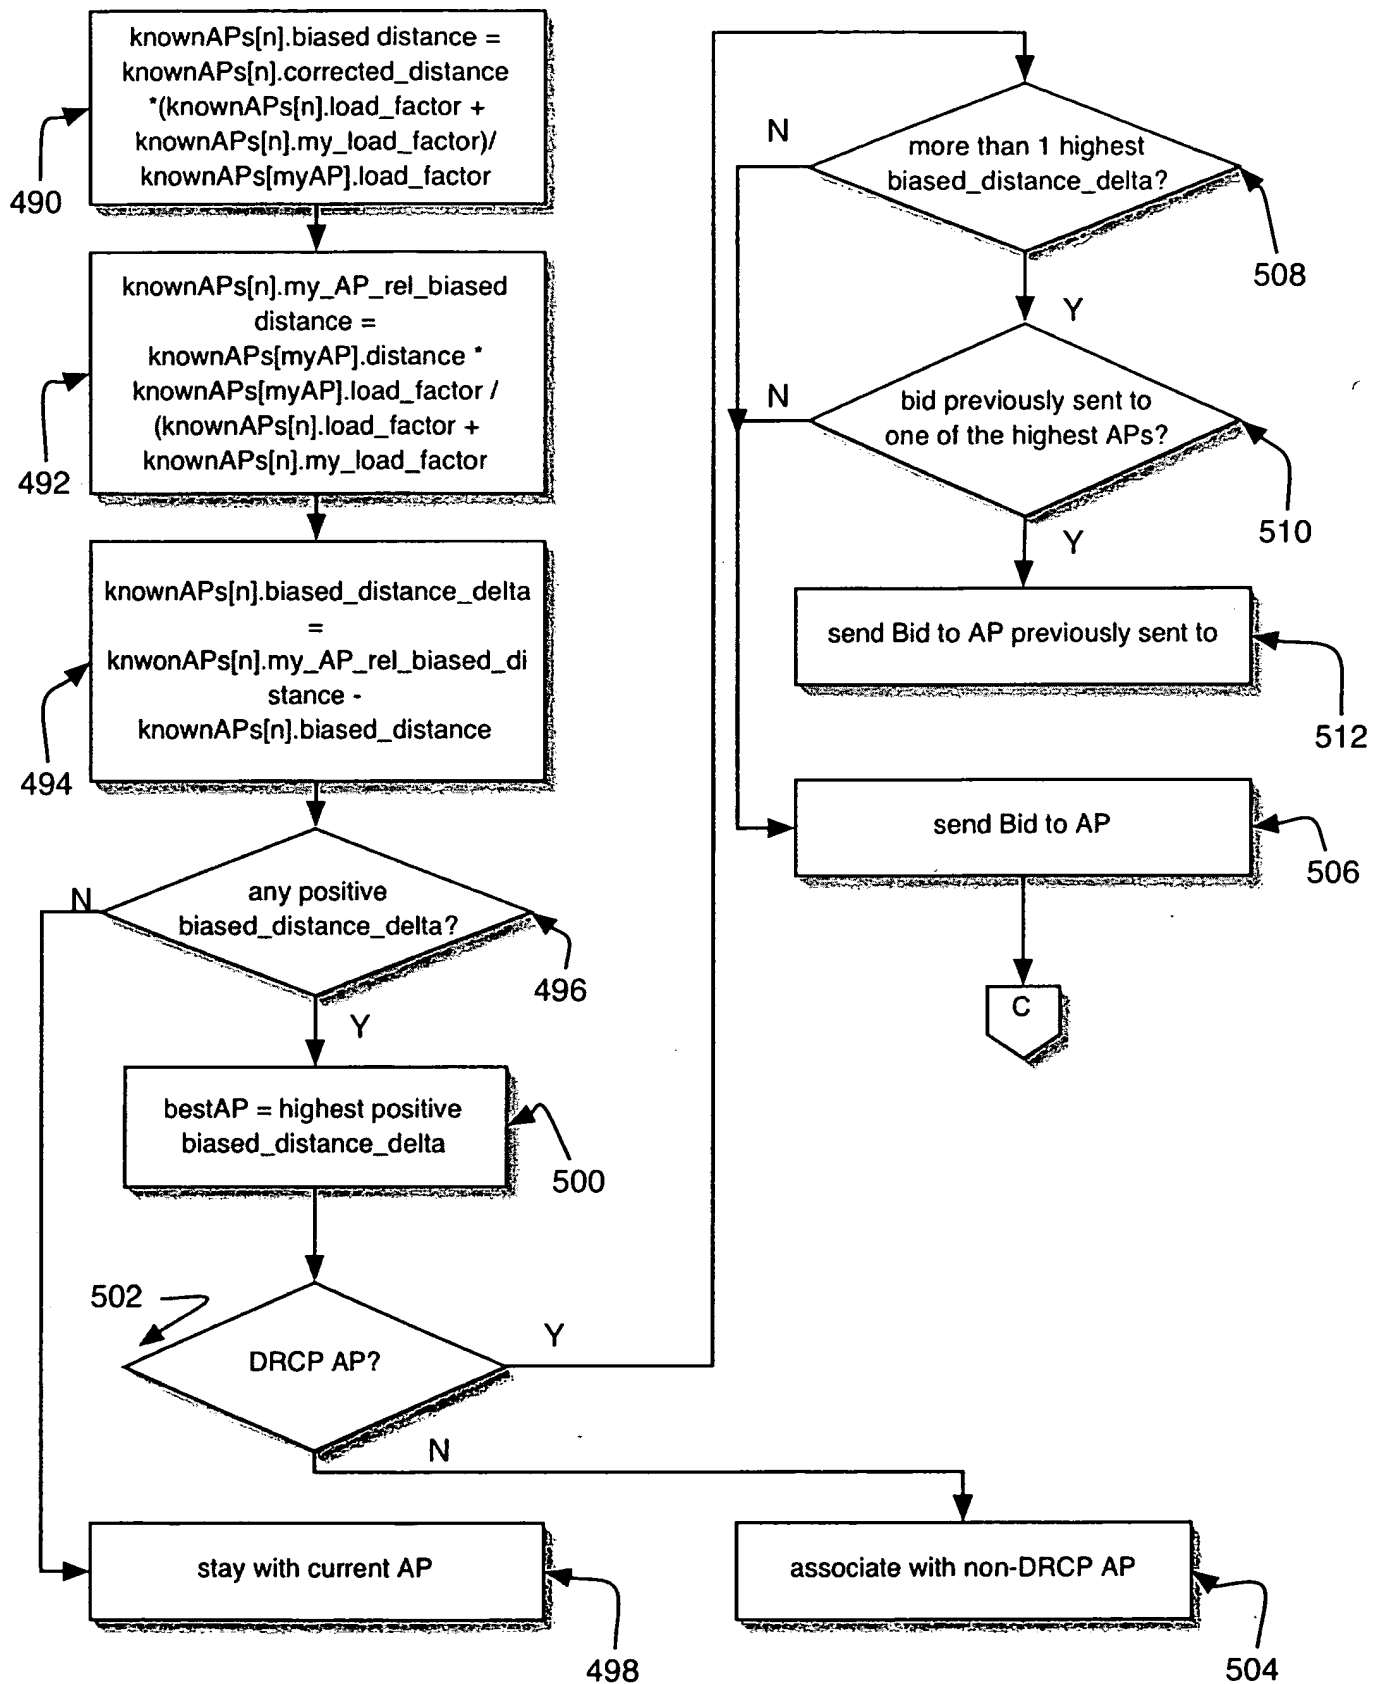 knownAPs[n].biased distance =
knownAPs[n].corrected_distance
*(knownAPs[n].load_factor +
knownAPs[n].my_load_factor)/
knownAPs[myAP].load_factor
490
knownAPs[n].my_AP_rel_biased
distance =
knownAPs[myAP].distance *
knownAPs[myAP].load_factor /
(knownAPs[n].load_factor +
knownAPs[n].my_load_factor
492
knownAPs[n].biased_distance_delta
=
knwonAPs[n].my_AP_rel_biased_di
stance -
knownAPs[n].biased_distance
494
any positive
biased_distance_delta?
N
496
Y
bestAP = highest positive
biased_distance_delta
500
502
DRCP AP?
Y
N
stay with current AP
498
associate with non-DRCP AP
504
more than 1 highest
biased_distance_delta?
N
508
Y
bid previously sent to
one of the highest APs?
N
510
Y
send Bid to AP previously sent to
512
send Bid to AP
506
C